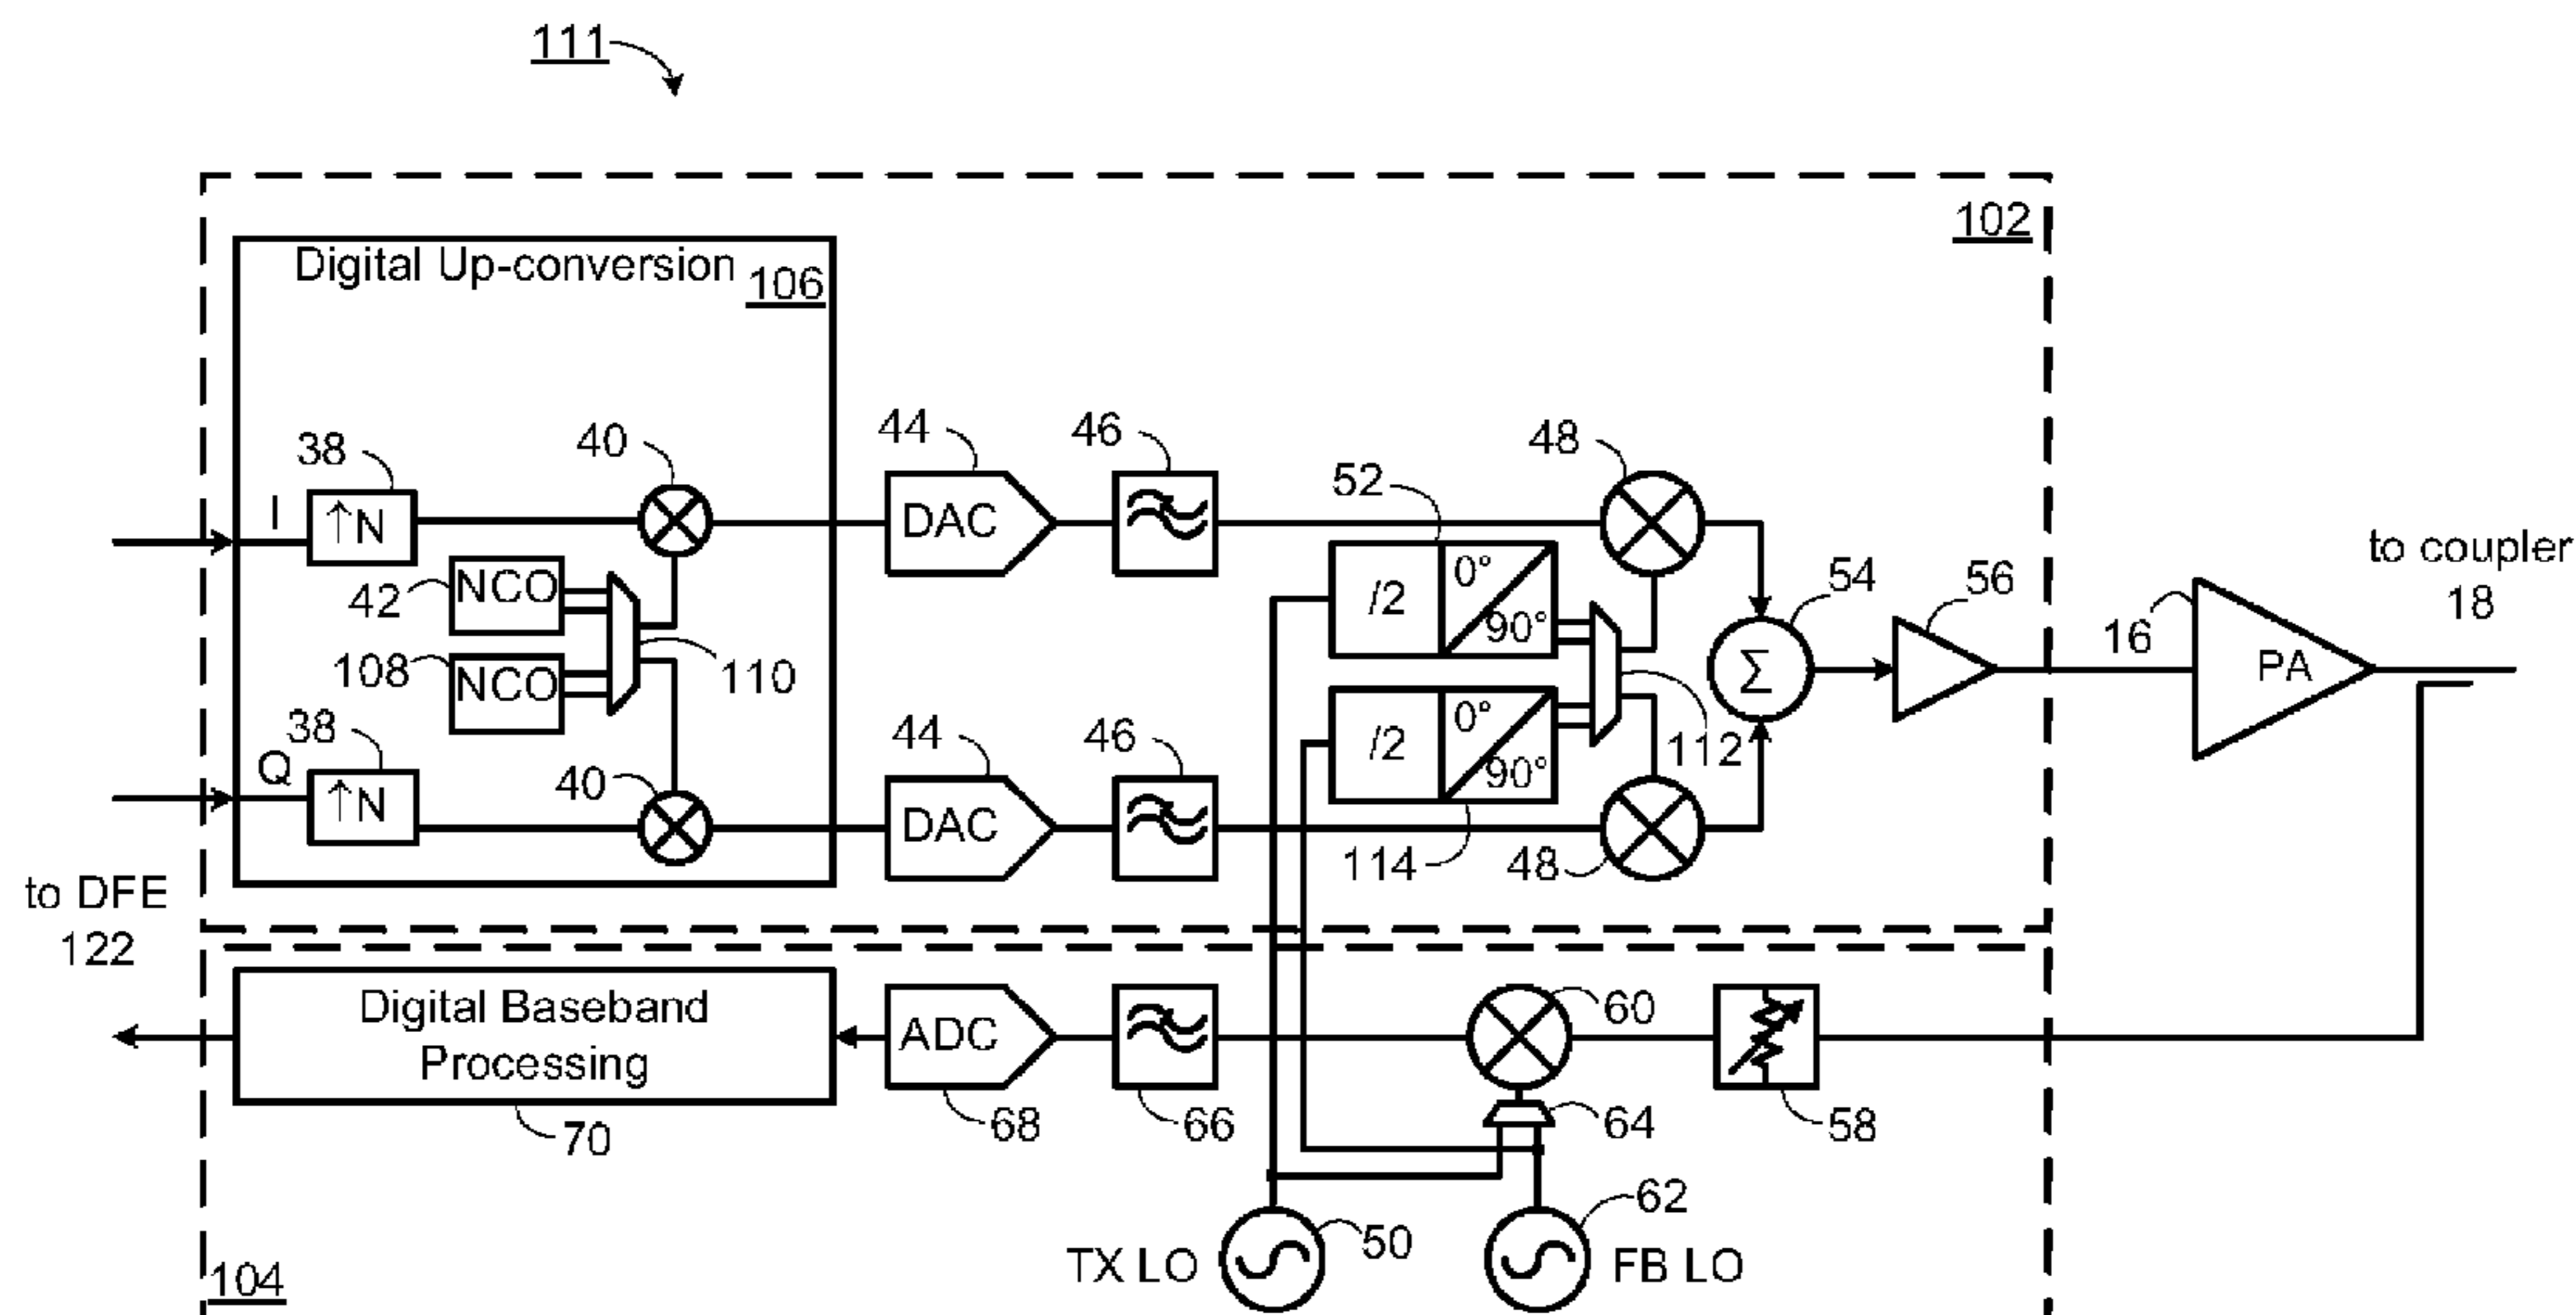 111
102
Digital Up-conversion
106
38
40
44
46
48
52
I
↑N
DAC
/2
0°
90°
to coupler
18
54
56
16
Σ
PA
42
NCO
108
NCO
110
112
38
Q
↑N
40
44
46
DAC
/2
0°
90°
114
48
to DFE
122
Digital Baseband
Processing
70
ADC
68
66
60
64
58
62
50
TX LO
FB LO
104